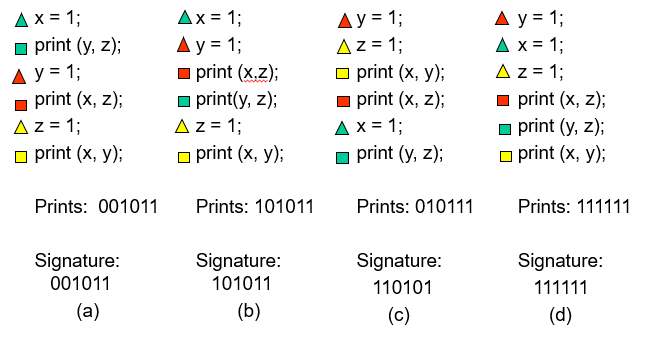 x = 1;
print (y, z);
y = 1;
print (x, z);
z = 1;
print (x, y);
Prints: 001011
Signature:
001011
(a)
x = 1;
y = 1;
print (x,z);
print(y, z);
z = 1;
print (x, y);
Prints: 101011
Signature:
101011
(b)
y = 1;
z = 1;
print (x, y);
print (x, z);
x = 1;
print (y, z);
Prints: 010111
Signature:
110101
(c)
y = 1;
x = 1;
z = 1;
print (x, z);
print (y, z);
print (x, y);
Prints: 111111
Signature:
111111
(d)